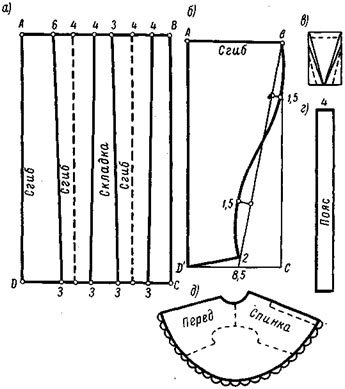 а)
A 6 4 4 3 4 4 B
Сгиб
Сгиб
Складка
Сгиб
D 3 3 3 3 3 C
б)
A B
Сгиб
1,5
1,5
2
D' 8,5 C
в)
г)
4
Пояс
д)
Перед
Спинка